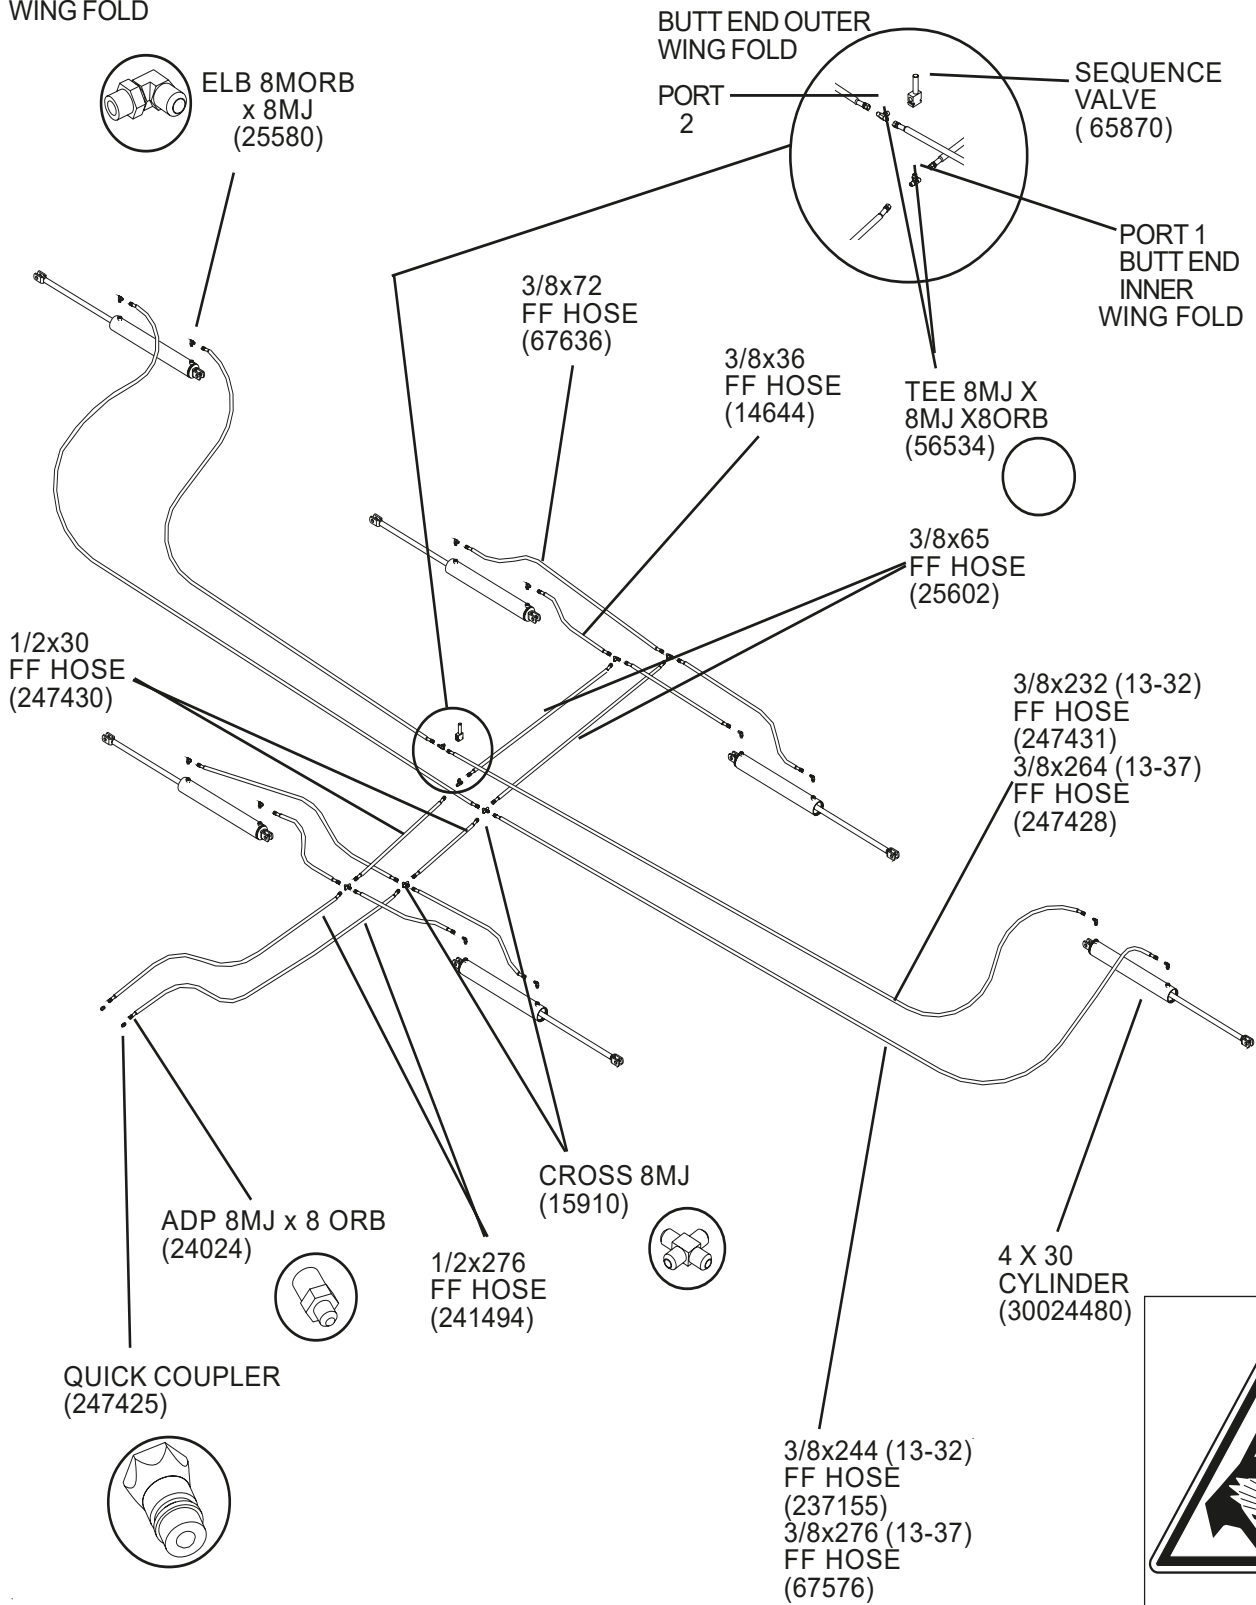 WING FOLD
BUTT END OUTER
WING FOLD
PORT
2
SEQUENCE
VALVE
( 65870)
ELB 8MORB
x 8MJ
(25580)
PORT 1
BUTT END
INNER
WING FOLD
3/8x72
FF HOSE
(67636)
3/8x36
FF HOSE
(14644)
TEE 8MJ X
8MJ X8ORB
(56534)
3/8x65
FF HOSE
(25602)
1/2x30
FF HOSE
(247430)
3/8x232 (13-32)
FF HOSE
(247431)
3/8x264 (13-37)
FF HOSE
(247428)
CROSS 8MJ
(15910)
ADP 8MJ x 8 ORB
(24024)
1/2x276
FF HOSE
(241494)
4 X 30
CYLINDER
(30024480)
QUICK COUPLER
(247425)
3/8x244 (13-32)
FF HOSE
(237155)
3/8x276 (13-37)
FF HOSE
(67576)